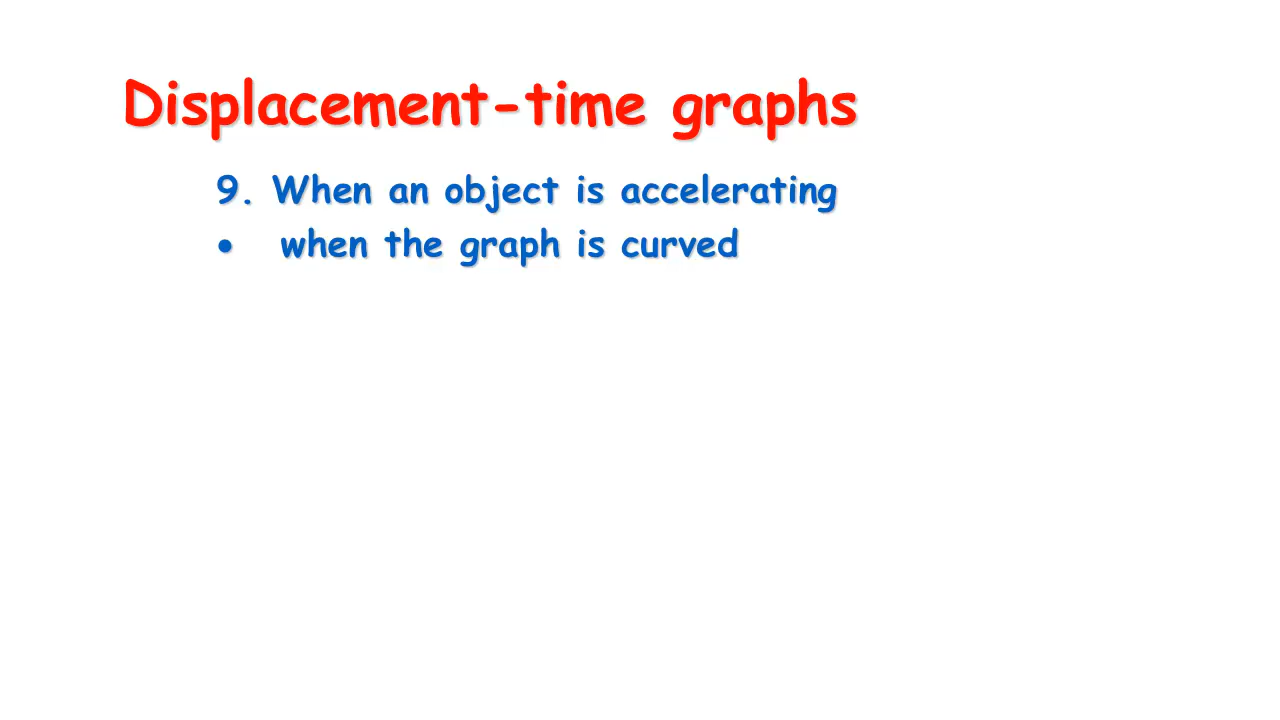 Displacement-time graphs
9. When an object is accelerating
• when the graph is curved